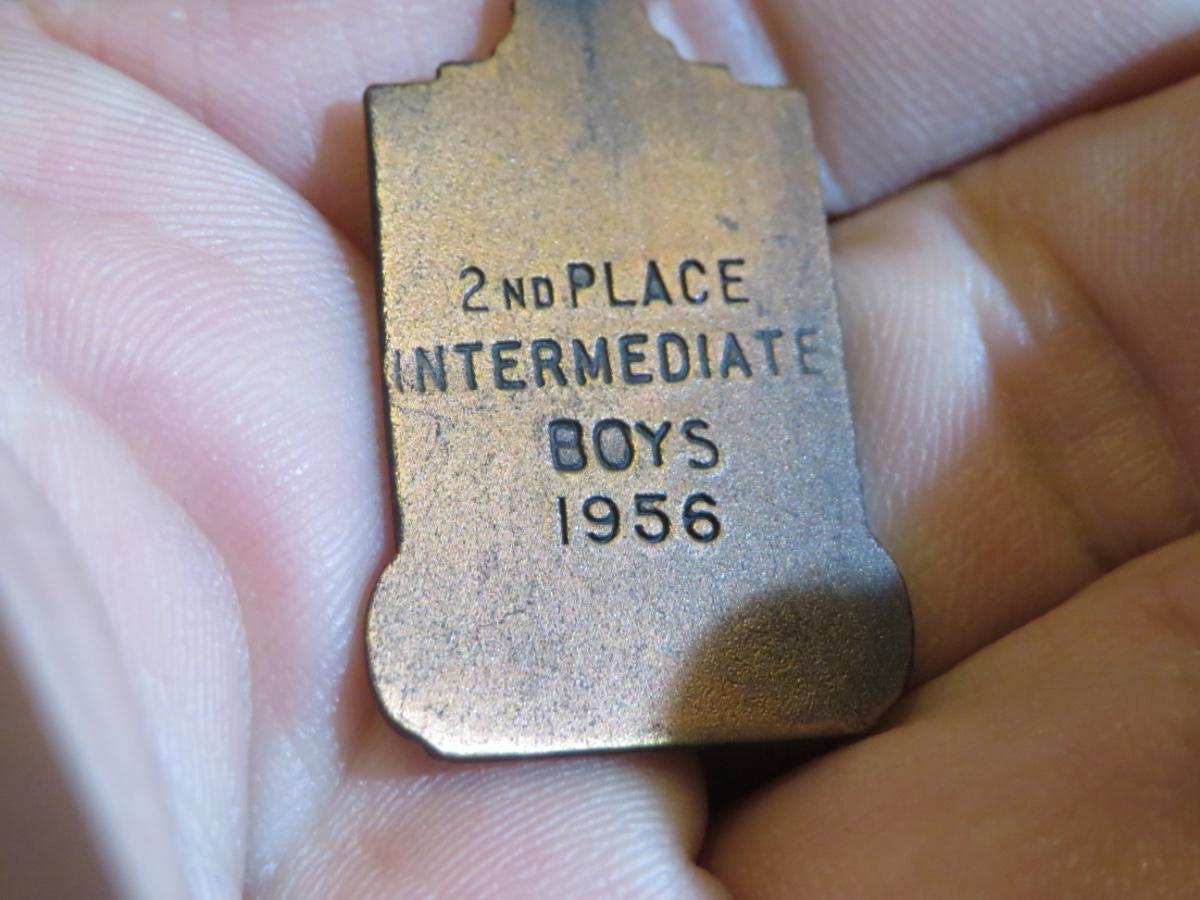 2ND PLACE
INTERMEDIATE
BOYS
1956